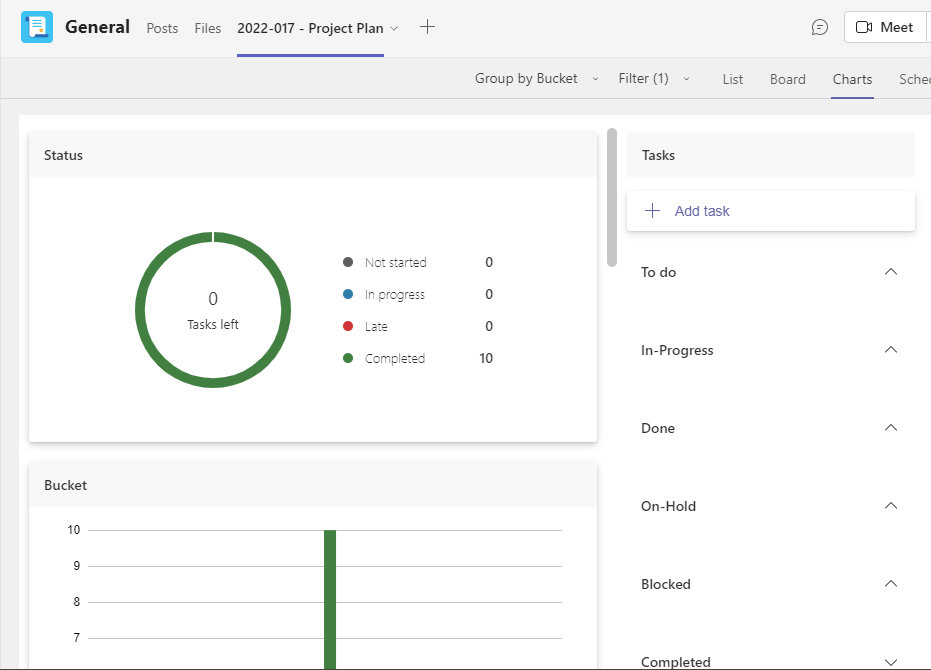 General Posts Files 2022-017 - Project Plan Meet
Group by Bucket Filter (1) List Board Charts Sched
Status
0
Tasks left
Not started 0
In progress 0
Late 0
Completed 10
Bucket
10
9
8
7
Tasks
Add task
To do
In-Progress
Done
On-Hold
Blocked
Completed